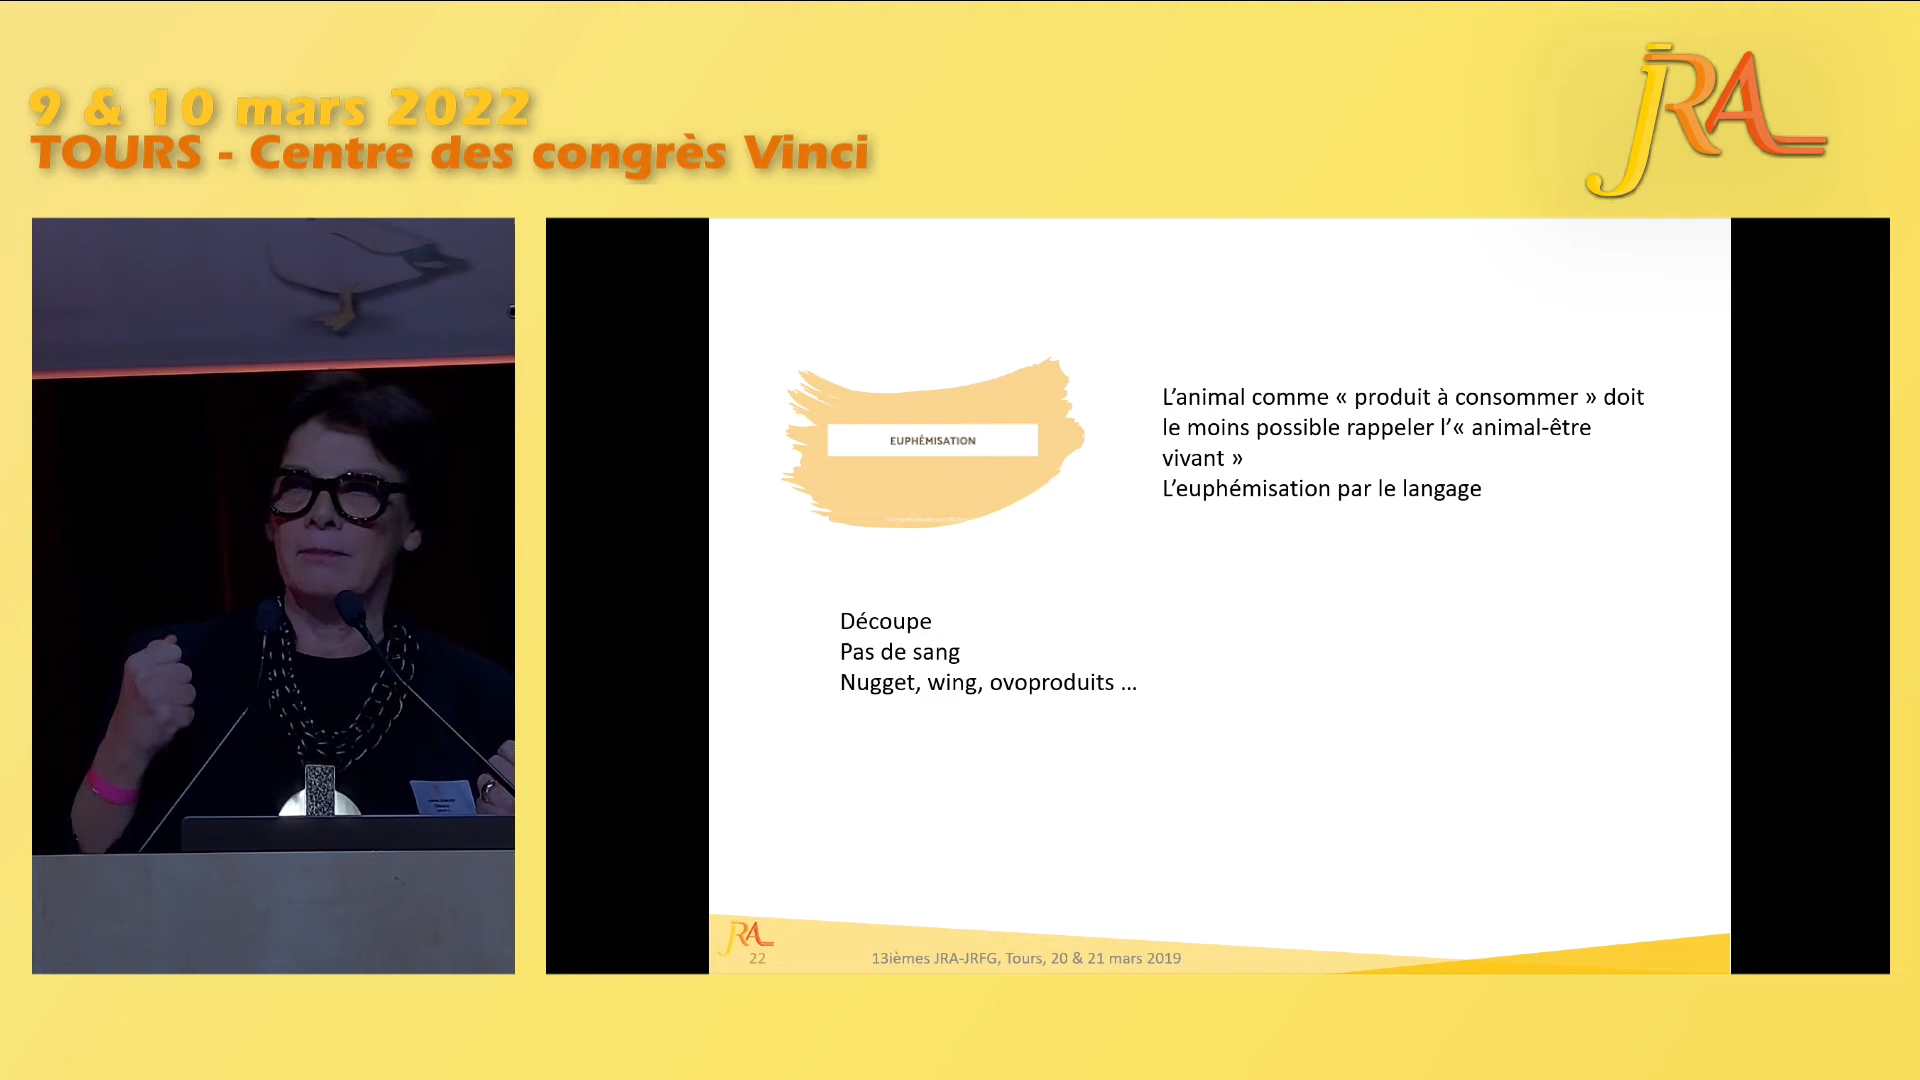 9 & 10 mars 2022
TOURS - Centre des congrès Vinci
JRA
EUPHÉMISATION
L’animal comme « produit à consommer » doit
le moins possible rappeler l’« animal-être
vivant »
L’euphémisation par le langage
Découpe
Pas de sang
Nugget, wing, ovoproduits ...
JRA
22
13ièmes JRA-JRFG, Tours, 20 & 21 mars 2019